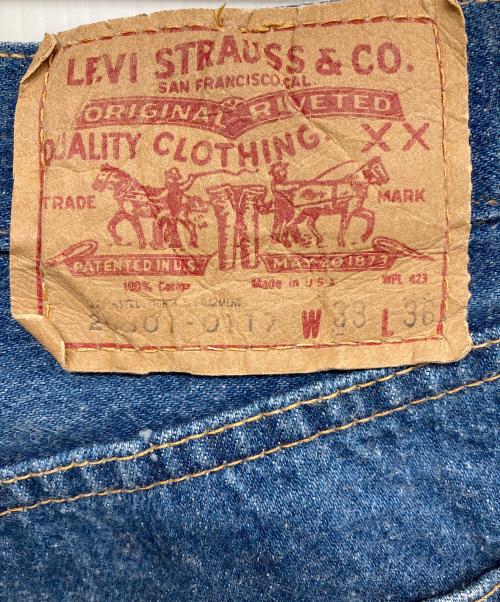 LEVI STRAUSS & CO.
SAN FRANCISCO CAL
ORIGINAL RIVETED
QUALITY CLOTHING XX
TRADE MARK
PATENTED IN U.S. MAY 20 1873
100% Cotton Made in U S A WPL 423
W 33 L 36